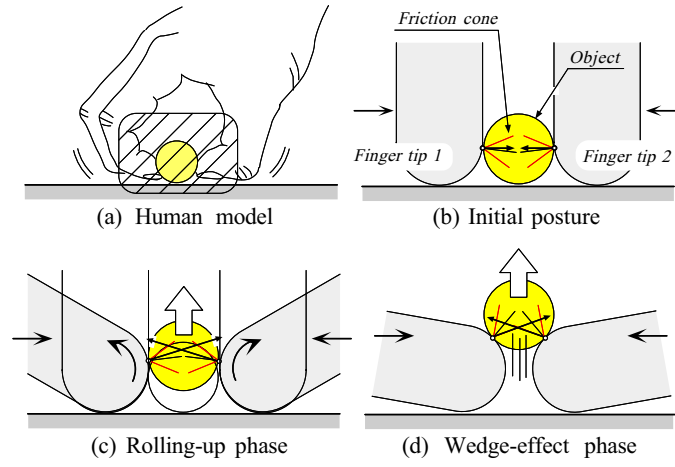 Friction cone
Object
Finger tip 1
Finger tip 2
(a) Human model
(b) Initial posture
(c) Rolling-up phase
(d) Wedge-effect phase